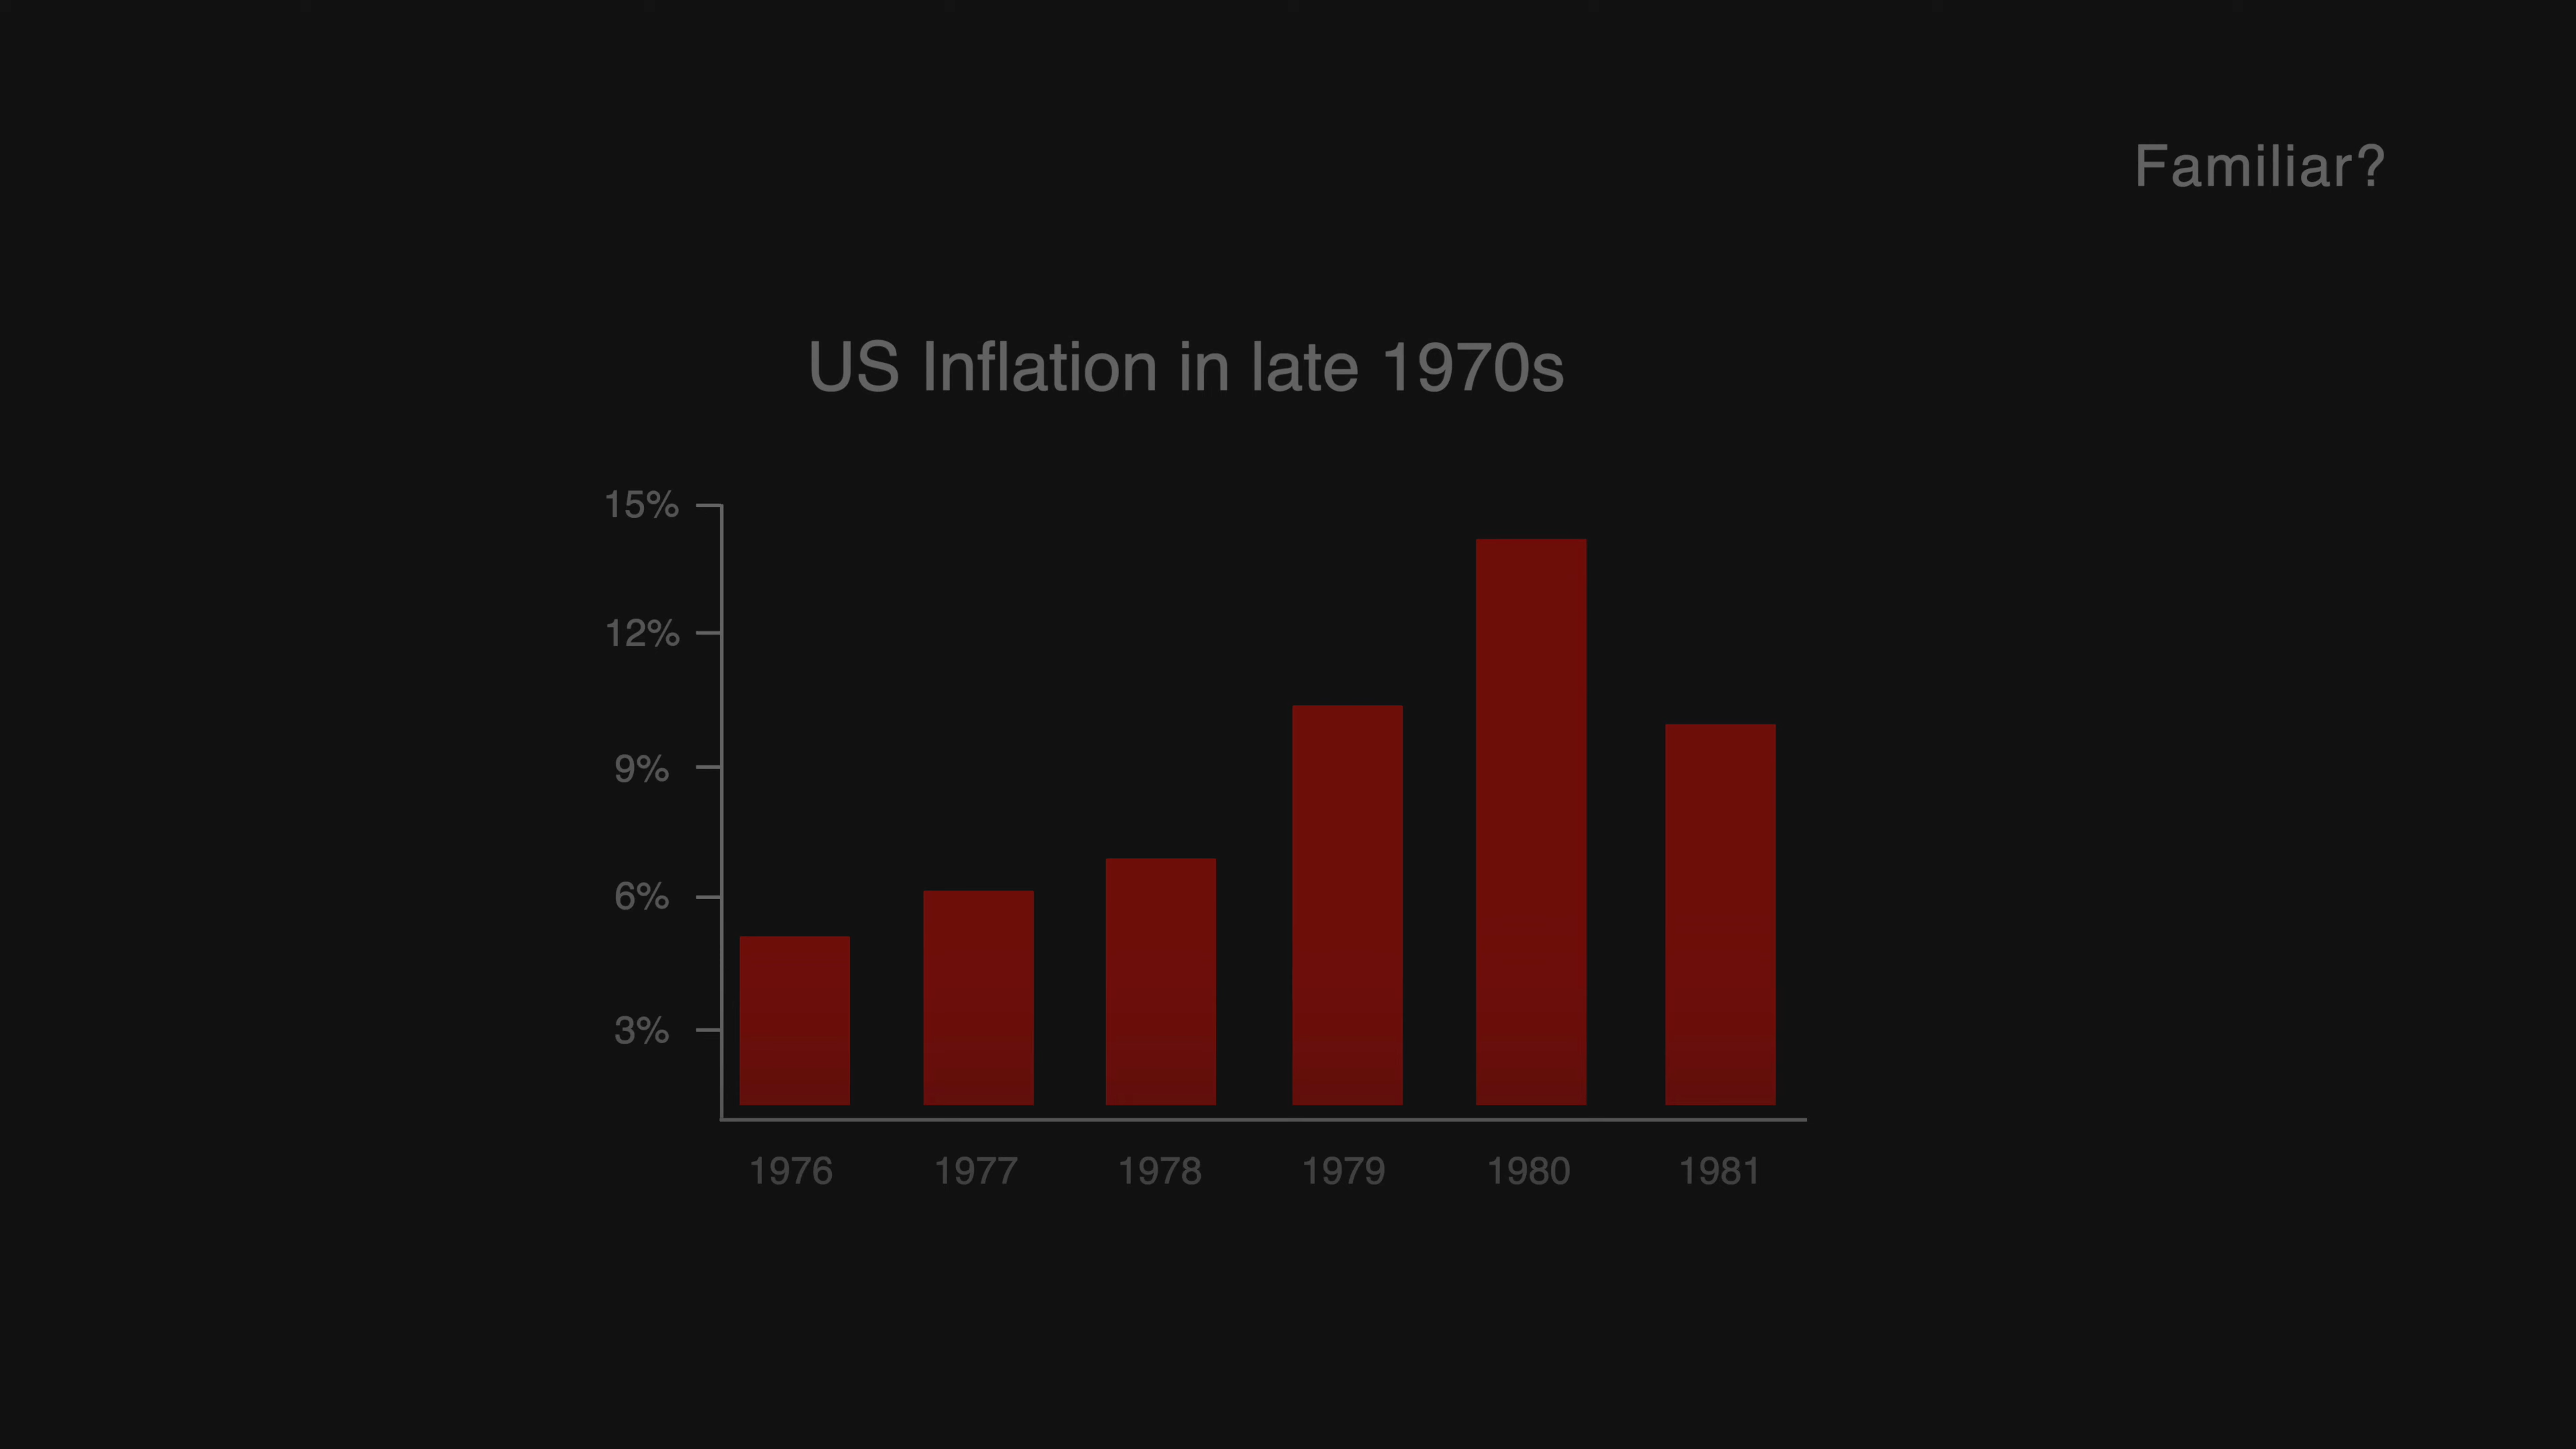 Familiar?
US Inflation in late 1970s
15%
12%
9%
6%
3%
1976 1977 1978 1979 1980 1981